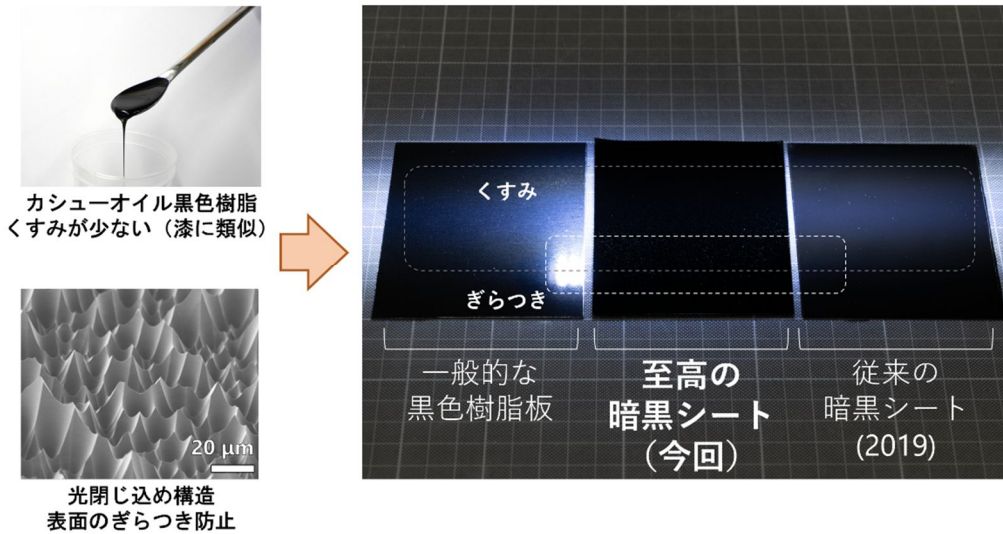 カシューオイル黒色樹脂
くすみが少ない（漆に類似）
20 μm
光閉じ込め構造
表面のぎらつき防止
くすみ
ぎらつき
一般的な
黒色樹脂板
至高の
暗黒シート
（今回）
従来の
暗黒シート
(2019)